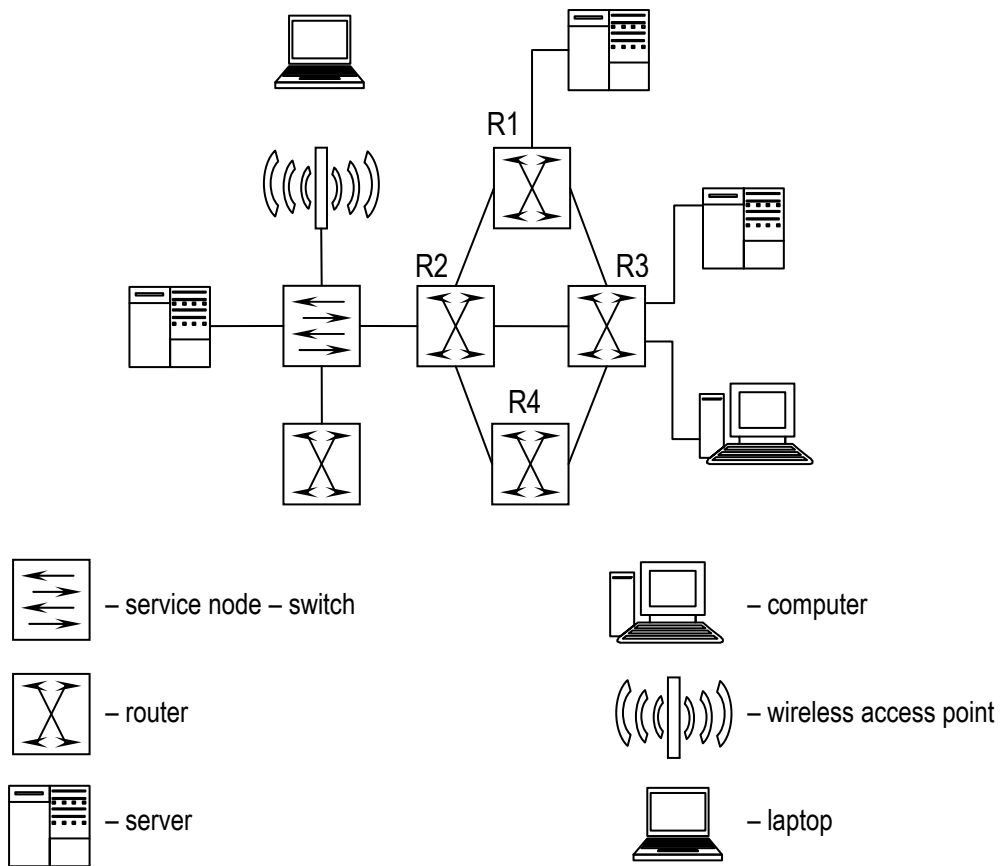 R1
R2
R3
R4
– service node – switch
– computer
– router
– wireless access point
– server
– laptop